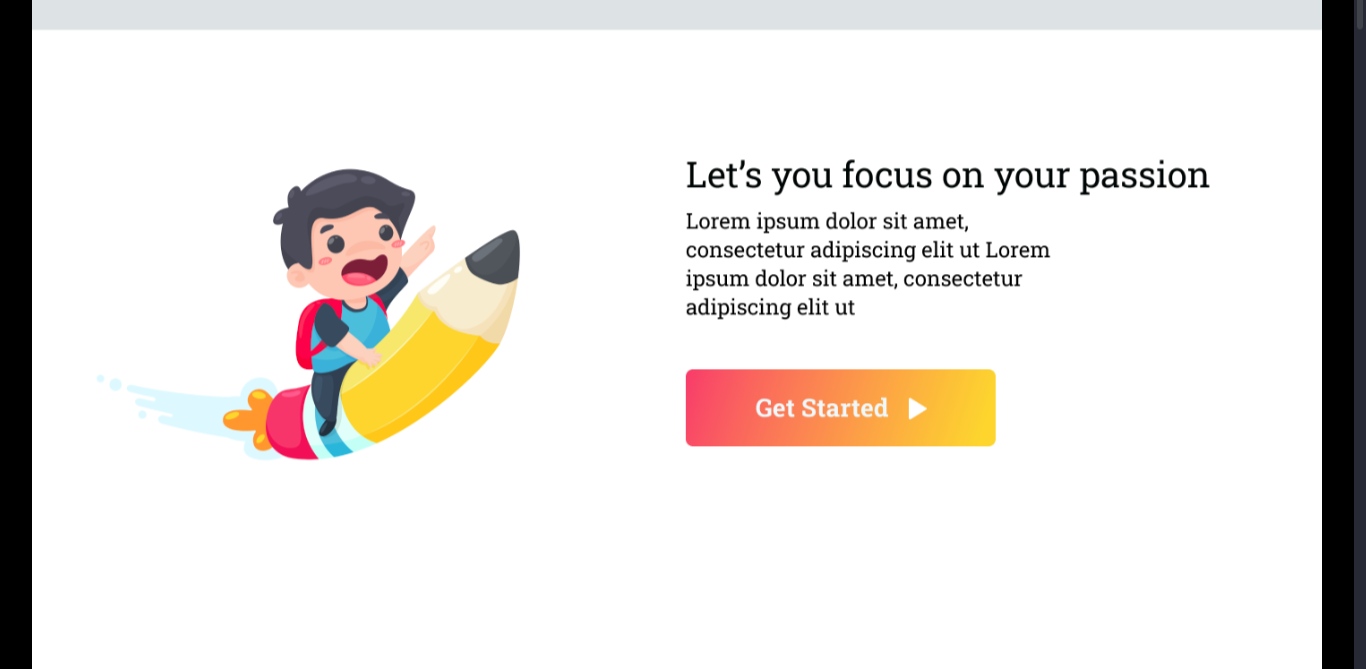 Let’s you focus on your passion
Lorem ipsum dolor sit amet,
consectetur adipiscing elit ut Lorem
ipsum dolor sit amet, consectetur
adipiscing elit ut
Get Started